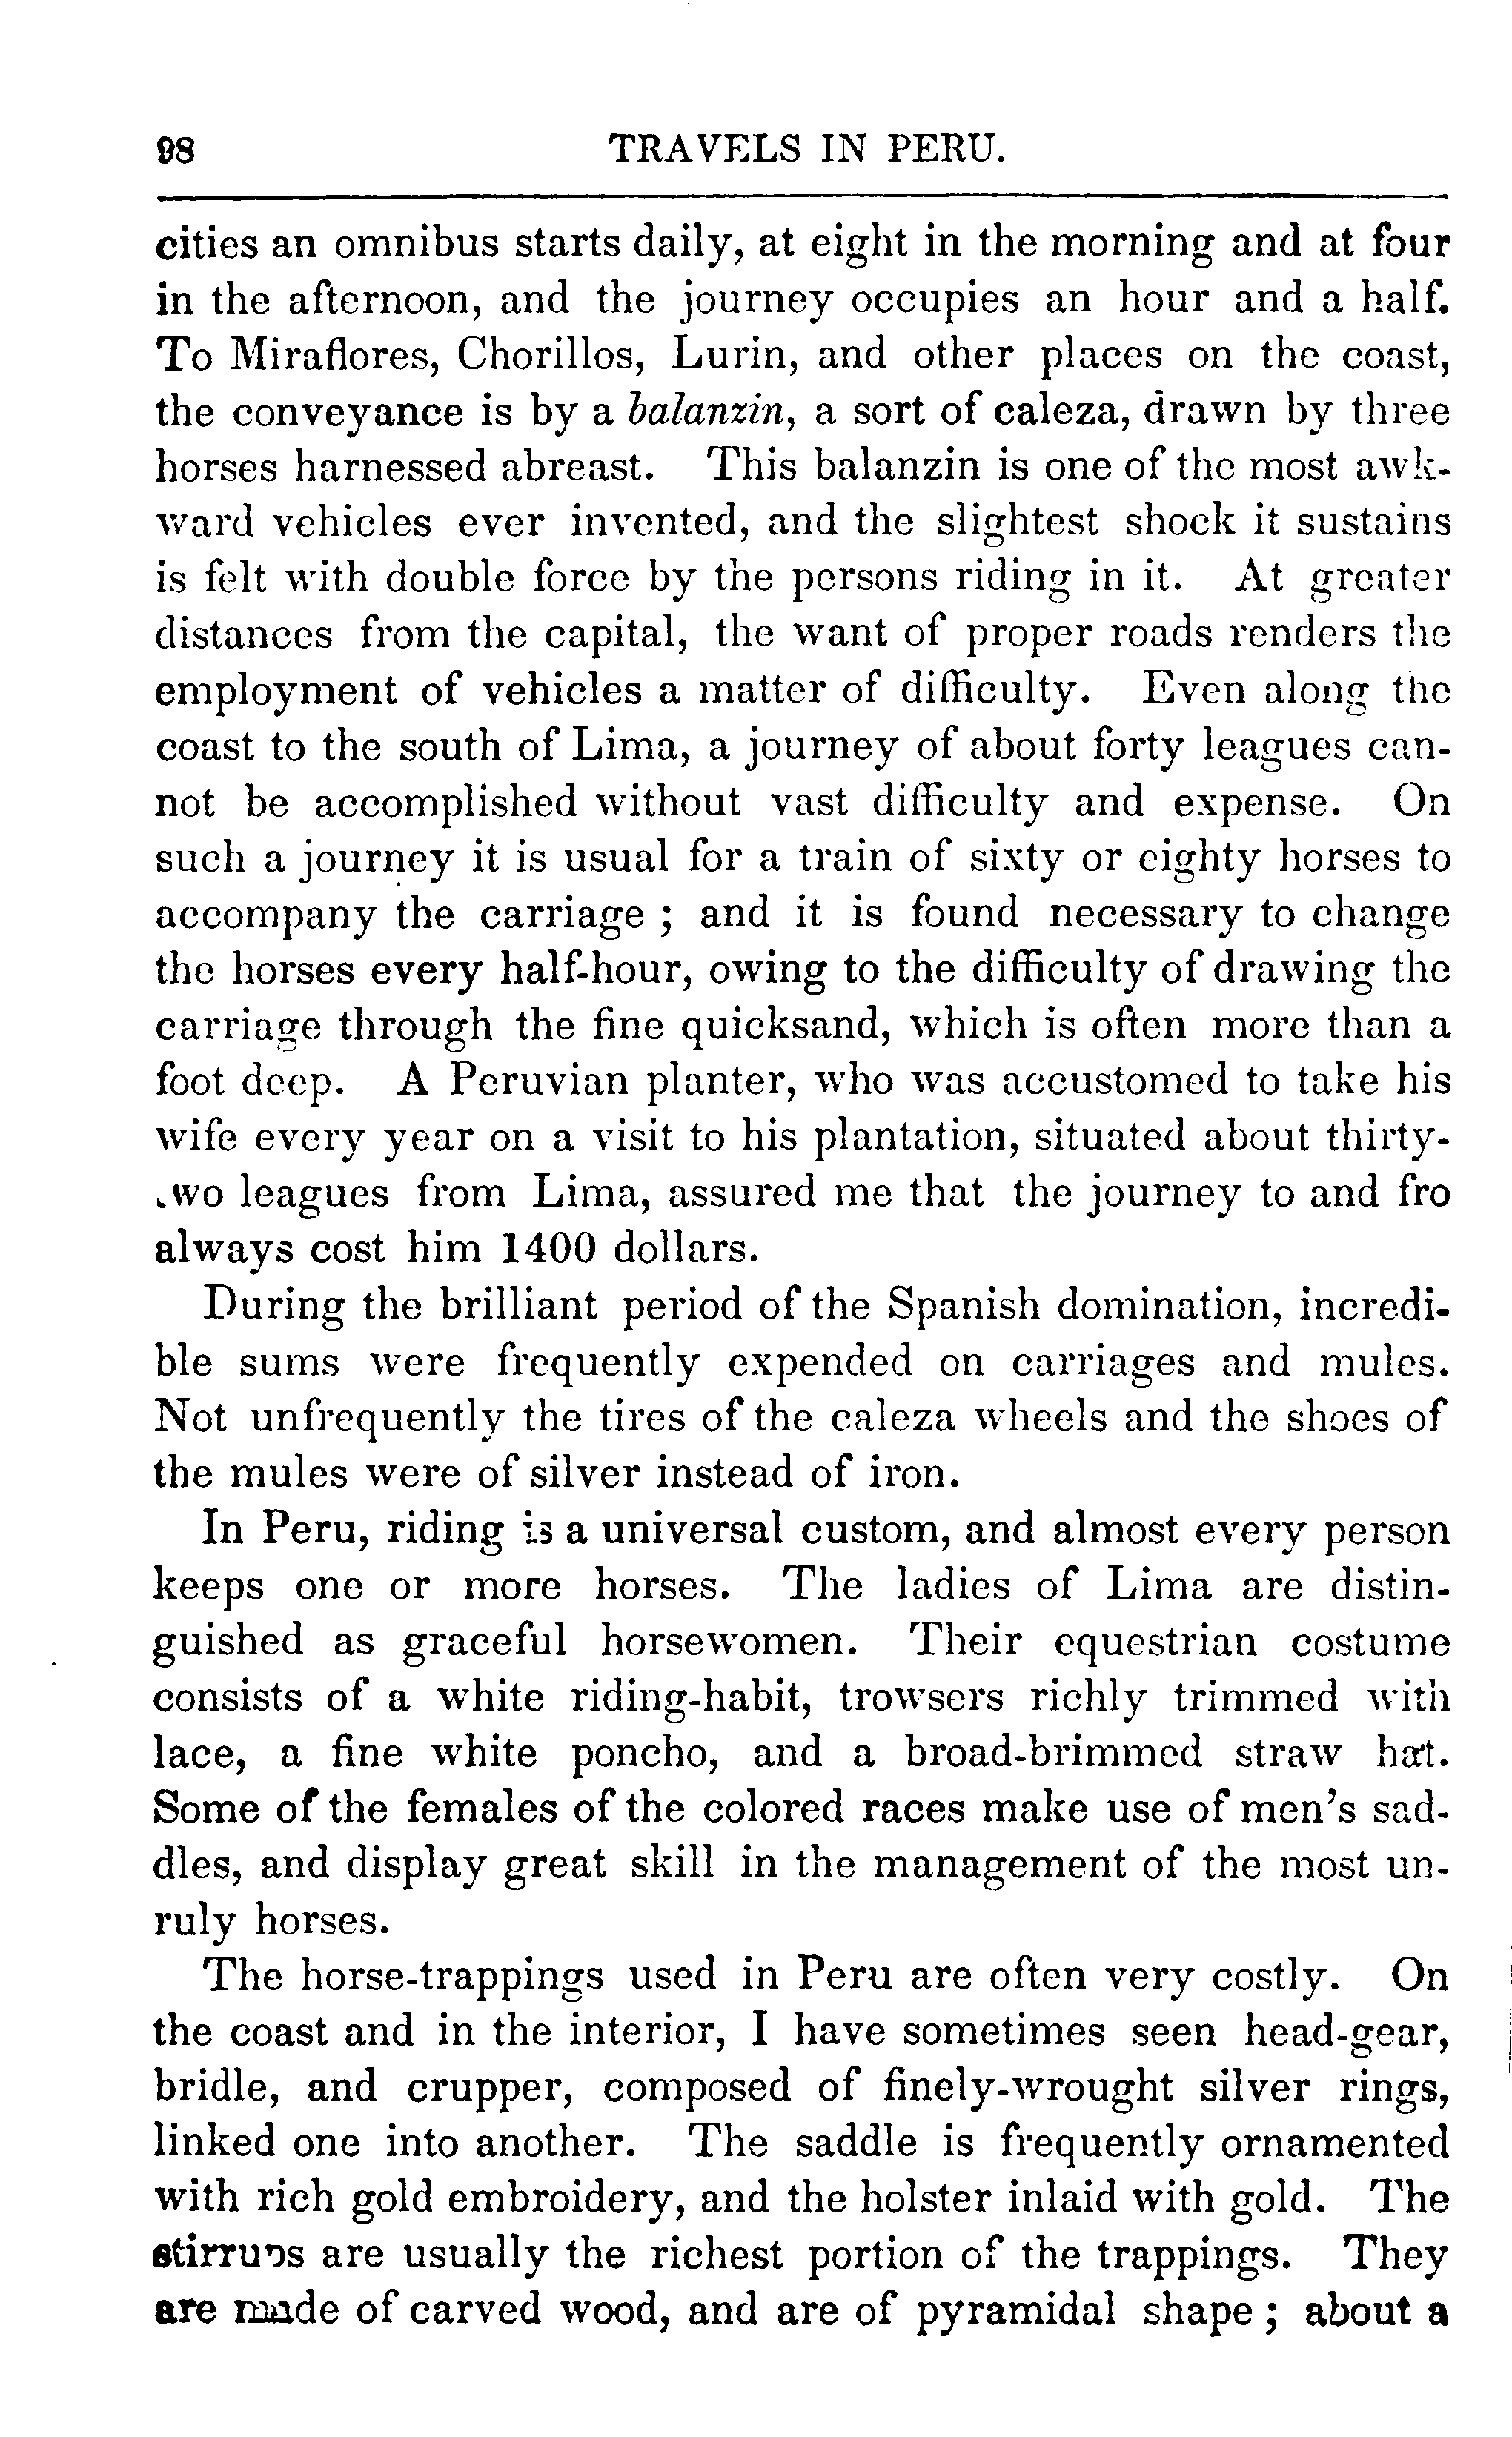 98 TRAVELS IN PERU.
cities an omnibus starts daily, at eight in the morning and at four
in the afternoon, and the journey occupies an hour and a half.
To Miraflores, Chorillos, Lurin, and other places on the coast,
the conveyance is by a balanzin, a sort of caleza, drawn by three
horses harnessed abreast. This balanzin is one of the most awk-
ward vehicles ever invented, and the slightest shock it sustains
is felt with double force by the persons riding in it. At greater
distances from the capital, the want of proper roads renders the
employment of vehicles a matter of difficulty. Even along the
coast to the south of Lima, a journey of about forty leagues can-
not be accomplished without vast difficulty and expense. On
such a journey it is usual for a train of sixty or eighty horses to
accompany the carriage ; and it is found necessary to change
the horses every half-hour, owing to the difficulty of drawing the
carriage through the fine quicksand, which is often more than a
foot deep. A Peruvian planter, who was accustomed to take his
wife every year on a visit to his plantation, situated about thirty-
two leagues from Lima, assured me that the journey to and fro
always cost him 1400 dollars.
During the brilliant period of the Spanish domination, incredi-
ble sums were frequently expended on carriages and mules.
Not unfrequently the tires of the caleza wheels and the shoes of
the mules were of silver instead of iron.
In Peru, riding is a universal custom, and almost every person
keeps one or more horses. The ladies of Lima are distin-
guished as graceful horsewomen. Their equestrian costume
consists of a white riding-habit, trowsers richly trimmed with
lace, a fine white poncho, and a broad-brimmed straw hat.
Some of the females of the colored races make use of men's sad-
dles, and display great skill in the management of the most un-
ruly horses.
The horse-trappings used in Peru are often very costly. On
the coast and in the interior, I have sometimes seen head-gear,
bridle, and crupper, composed of finely-wrought silver rings,
linked one into another. The saddle is frequently ornamented
with rich gold embroidery, and the holster inlaid with gold. The
stirrups are usually the richest portion of the trappings. They
are made of carved wood, and are of pyramidal shape ; about a